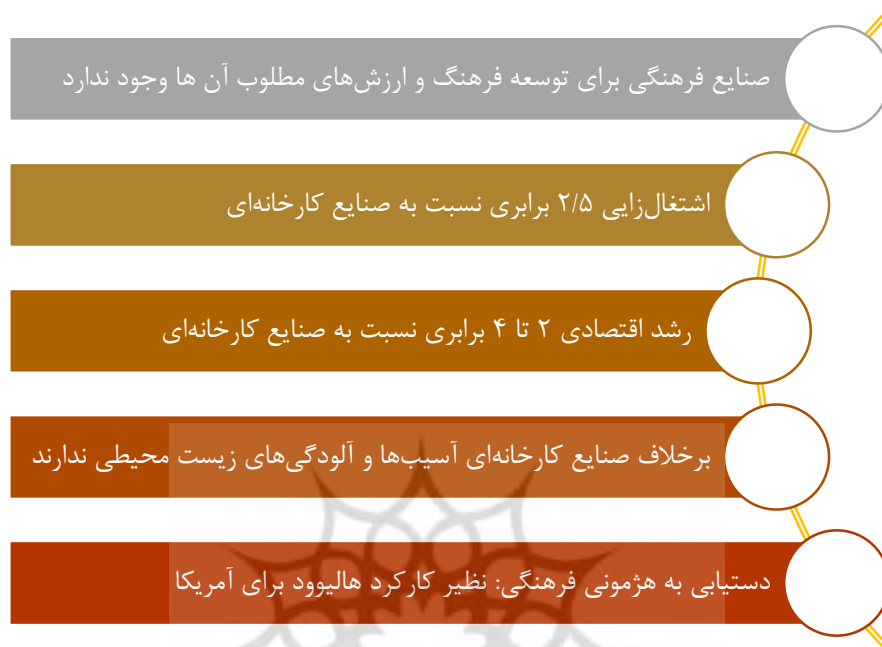 صنایع فرهنگی برای توسعه فرهنگ و ارزش‌های مطلوب آن ها وجود ندارد
اشتغال‌زایی ۲/۵ برابری نسبت به صنایع کارخانه‌ای
رشد اقتصادی ۲ تا ۴ برابری نسبت به صنایع کارخانه‌ای
برخلاف صنایع کارخانه‌ای آسیب‌ها و آلودگی‌های زیست محیطی ندارند
دستیابی به هژمونی فرهنگی: نظیر کارکرد هالیوود برای آمریکا